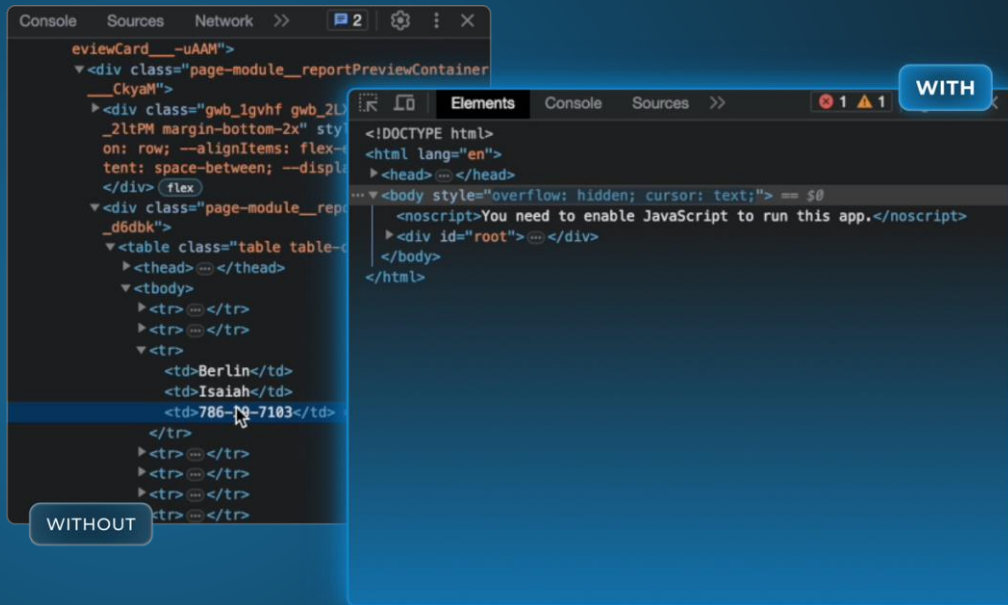 Console Sources Network >> 2
eviewCard___-uAAM">
<div class="page-module__reportPreviewContainer
___CkyaM">
<div class="gwb_1gvhf gwb_2L
_2ltPM margin-bottom-2x" sty
on: row; --alignItems: flex-
tent: space-between; --displa
</div> flex
<div class="page-module__repo
_d6dbk">
<table class="table table-
<thead> … </thead>
<tbody>
<tr> … </tr>
<tr> … </tr>
<tr>
<td>Berlin</td>
<td>Isaiah</td>
</td>
</tr>
<tr> … </tr>
<tr> … </tr>
<tr> … </tr>
<tr> … </tr>
WITHOUT
WITH
Elements Console Sources >> 1 1
<!DOCTYPE html>
<html lang="en">
<head> … </head>
… <body style="overflow: hidden; cursor: text;"> == $0
<noscript>You need to enable JavaScript to run this app.</noscript>
<div id="root"> … </div>
</body>
</html>